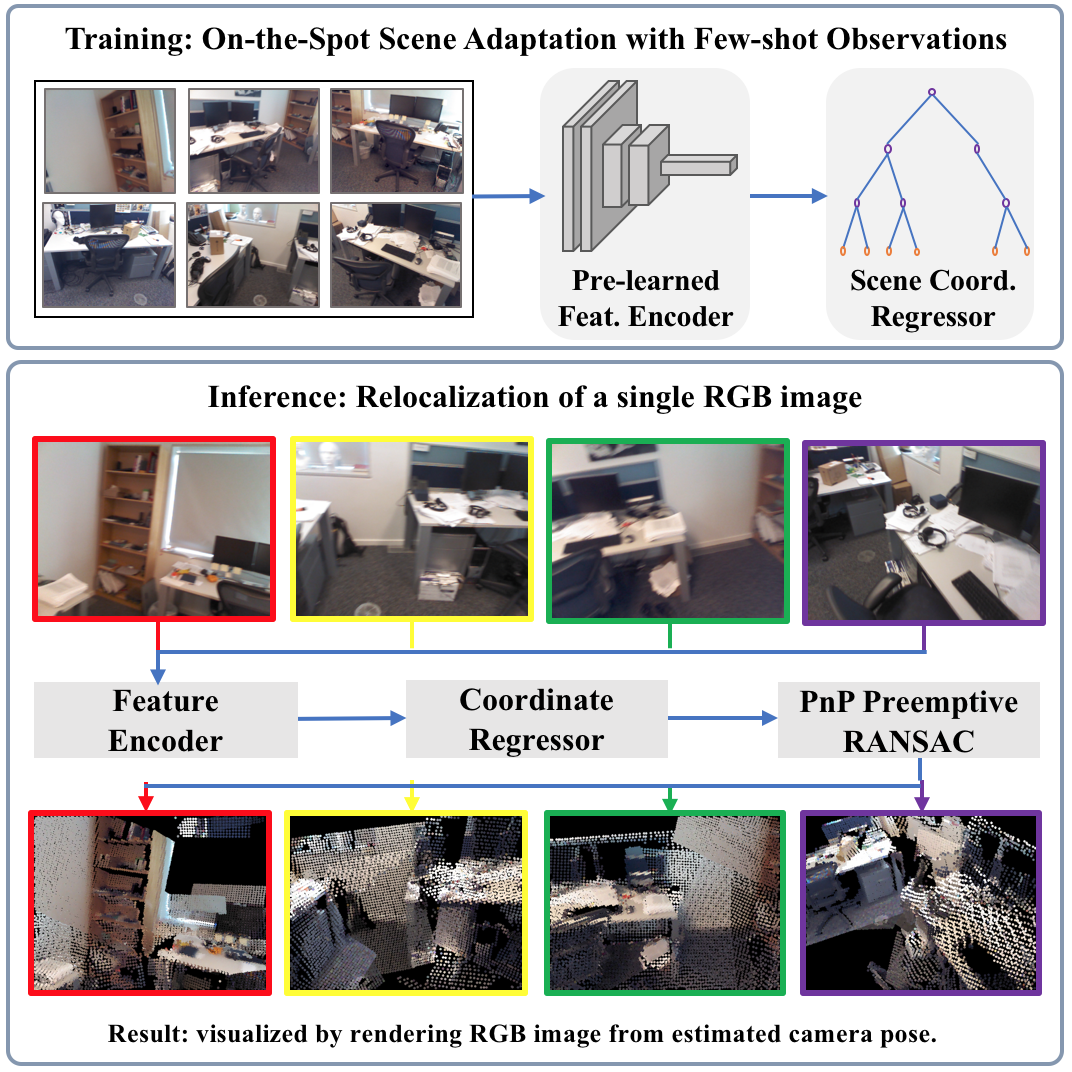 Training: On-the-Spot Scene Adaptation with Few-shot Observations
Pre-learned
Feat. Encoder
Scene Coord.
Regressor
Inference: Relocalization of a single RGB image
Feature
Encoder
Coordinate
Regressor
PnP Preemptive
RANSAC
Result: visualized by rendering RGB image from estimated camera pose.